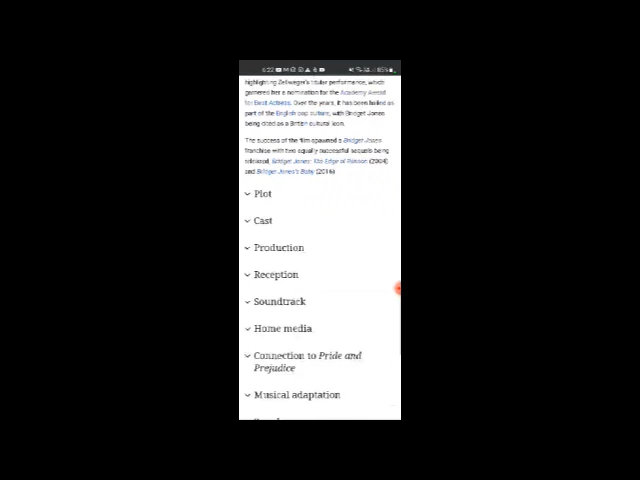 6:22
85%
highlighting Zellweger's titular performance, which
garnered her a nomination for the Academy Award
for Best Actress. Over the years, it has been hailed as
part of the English pop culture, with Bridget Jones
being cited as a British cultural icon.
The success of the film spawned a Bridget Jones
franchise with two equally successful sequels being
released, Bridget Jones: The Edge of Reason (2004)
and Bridget Jones's Baby (2016)
Plot
Cast
Production
Reception
Soundtrack
Home media
Connection to Pride and
Prejudice
Musical adaptation